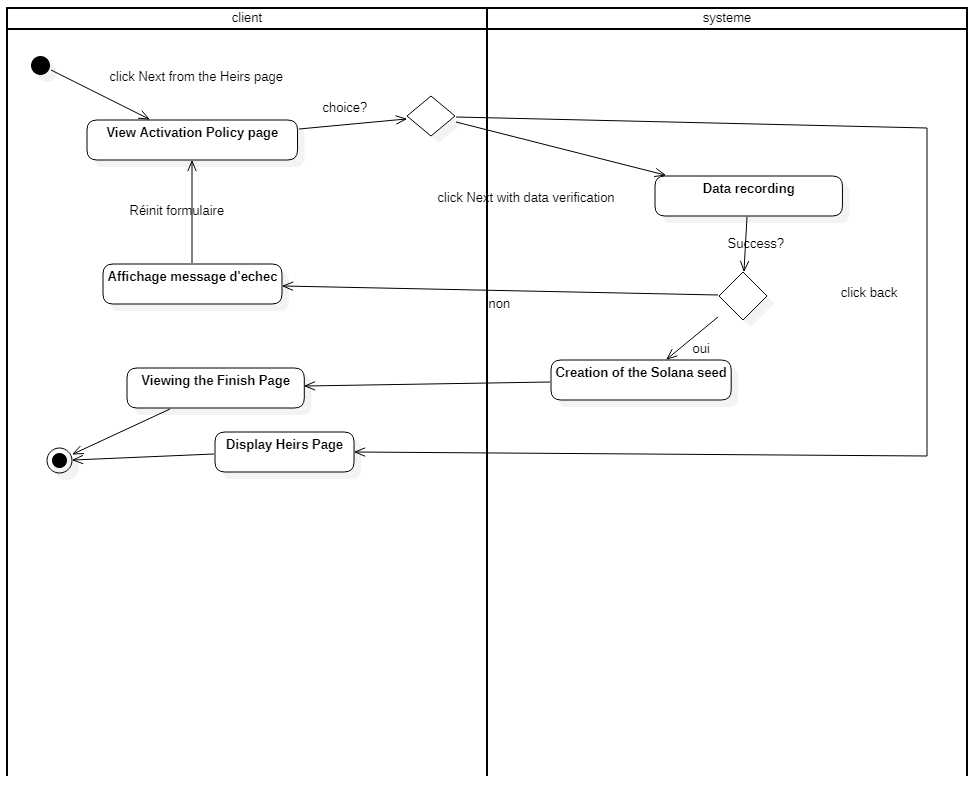 client
systeme
click Next from the Heirs page
choice?
View Activation Policy page
Data recording
click Next with data verification
Réinit formulaire
Success?
Affichage message d'echec
click back
non
oui
Creation of the Solana seed
Viewing the Finish Page
Display Heirs Page